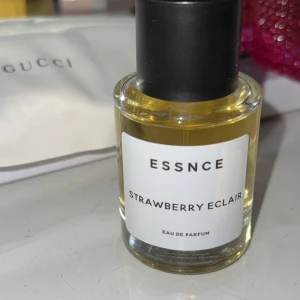 GUCCI
ESSNCE
STRAWBERRY ECLAIR
EAU DE PARFUM